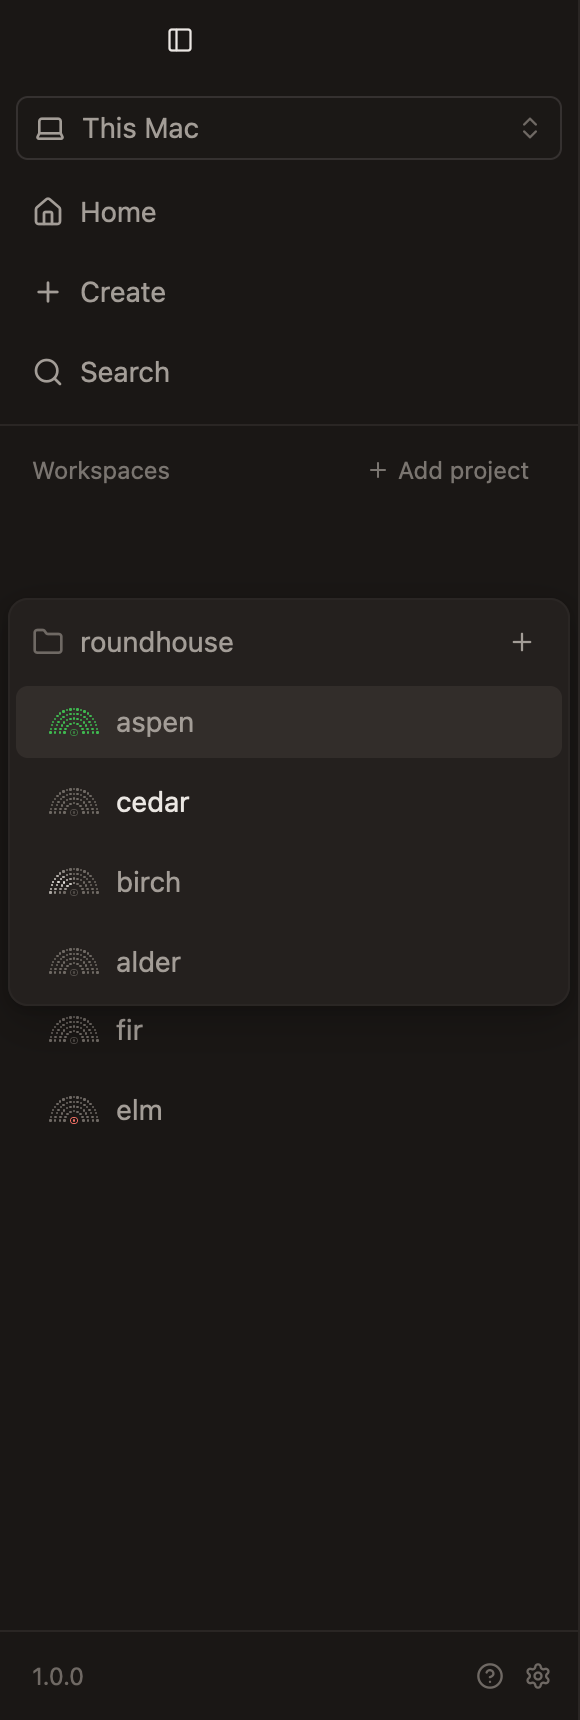 This Mac
Home
Create
Search
Workspaces
+ Add project
roundhouse
aspen
cedar
birch
alder
fir
elm
1.0.0